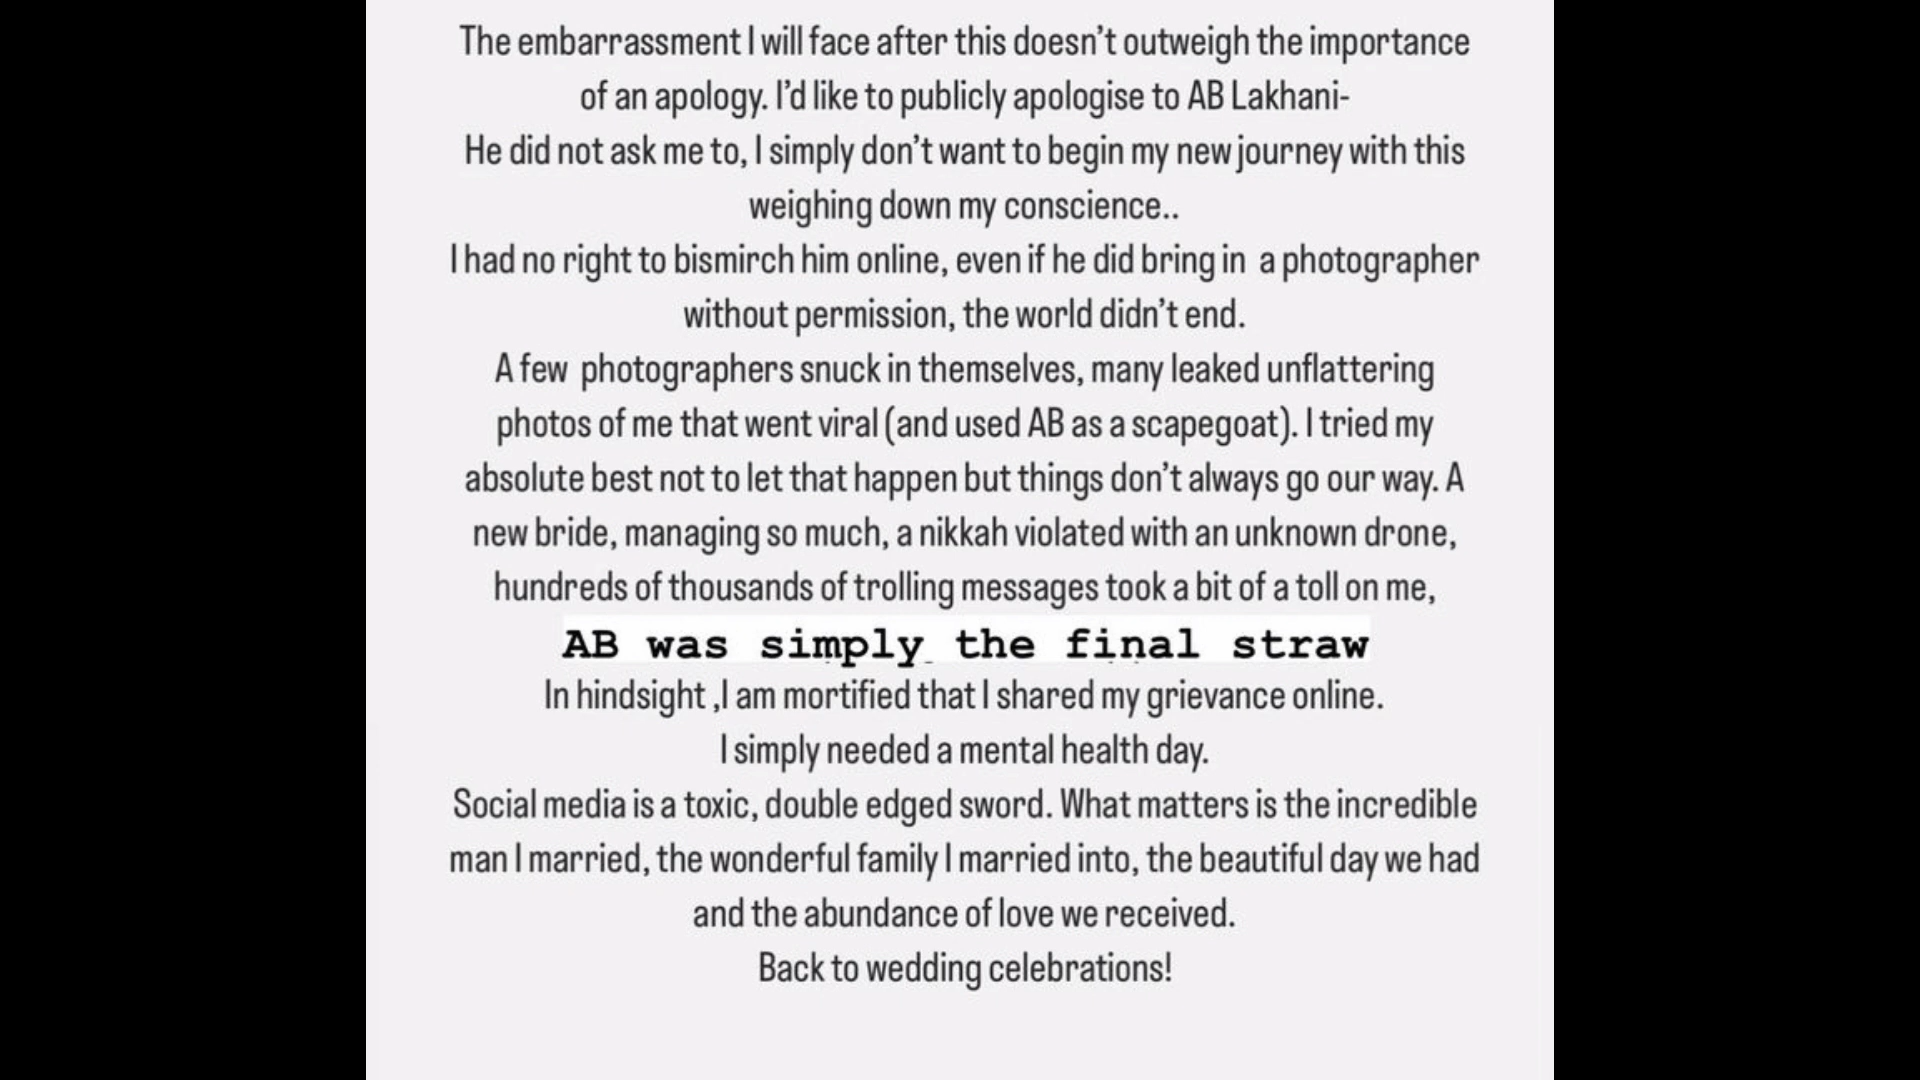 The embarrassment I will face after this doesn't outweigh the importance
of an apology. I'd like to publicly apologise to AB Lakhani-
He did not ask me to, I simply don't want to begin my new journey with this
weighing down my conscience..
I had no right to bismirch him online, even if he did bring in a photographer
without permission, the world didn't end.
A few photographers snuck in themselves, many leaked unflattering
photos of me that went viral (and used AB as a scapegoat). I tried my
absolute best not to let that happen but things don't always go our way. A
new bride, managing so much, a nikkah violated with an unknown drone,
hundreds of thousands of trolling messages took a bit of a toll on me,
AB was simply the final straw
In hindsight ,I am mortified that I shared my grievance online.
I simply needed a mental health day.
Social media is a toxic, double edged sword. What matters is the incredible
man I married, the wonderful family I married into, the beautiful day we had
and the abundance of love we received.
Back to wedding celebrations!